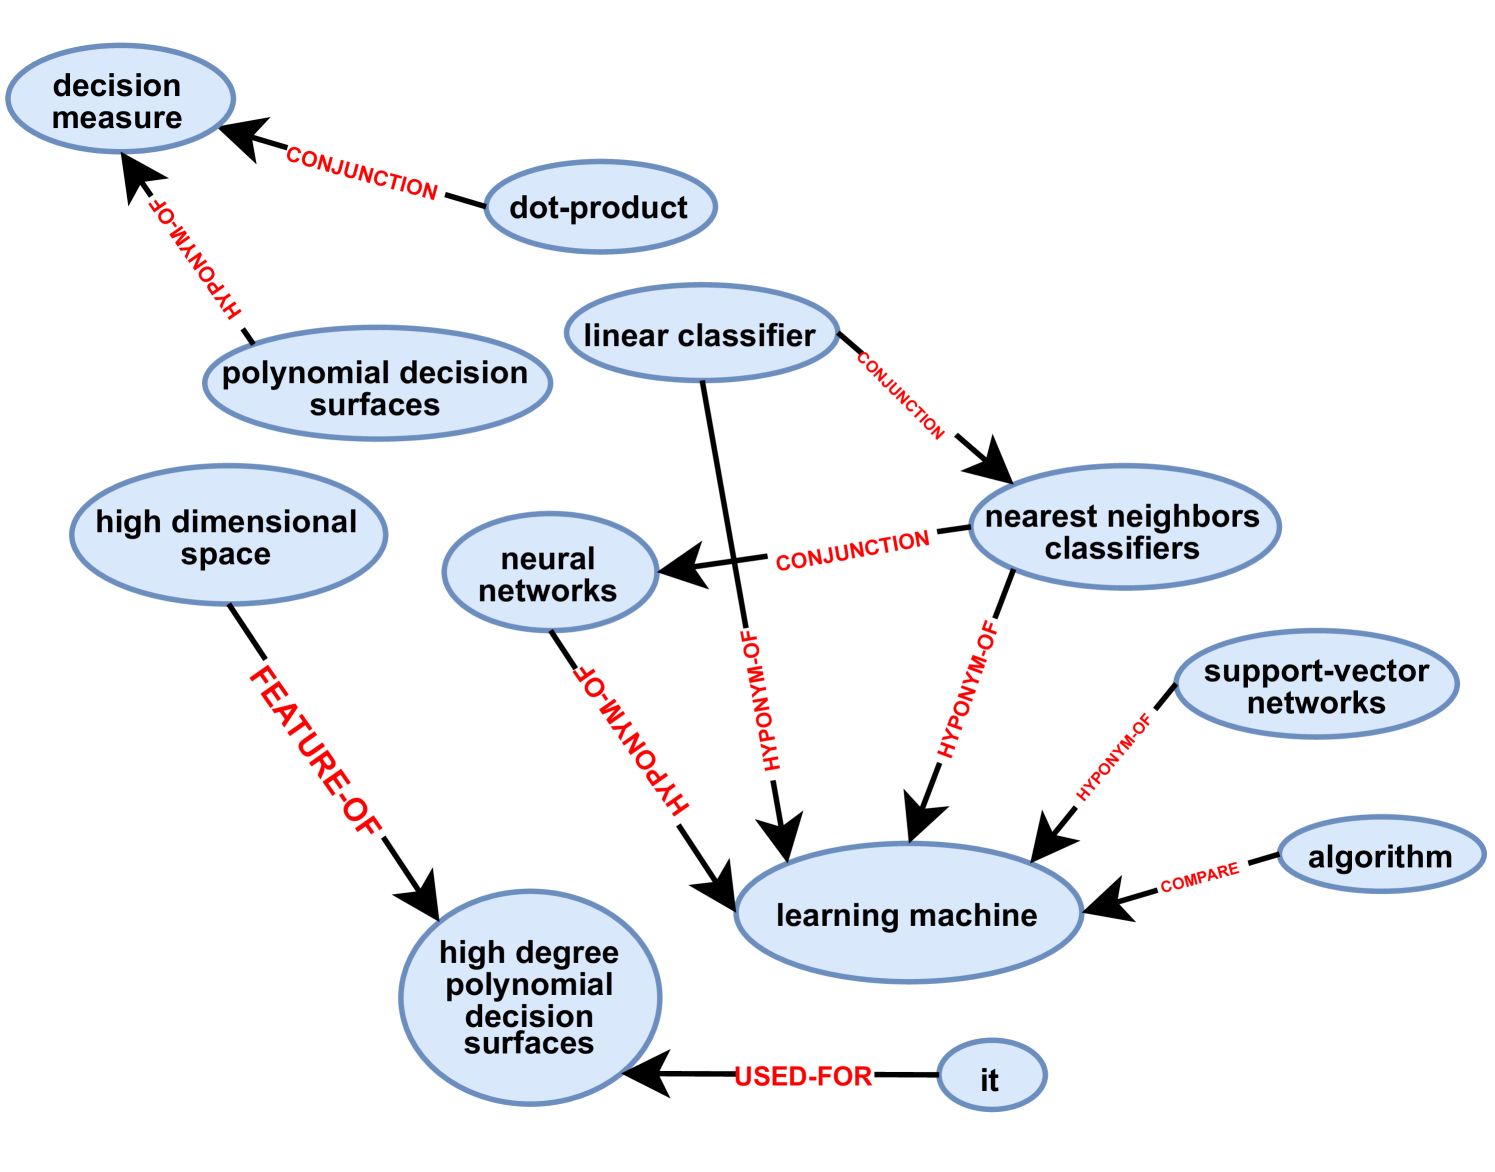 decision
measure
CONJUNCTION
dot-product
HYPONYM-OF
polynomial decision
surfaces
linear classifier
CONJUNCTION
high dimensional
space
neural
networks
CONJUNCTION
nearest neighbors
classifiers
HYPONYM-OF
HYPONYM-OF
HYPONYM-OF
support-vector
networks
HYPONYM-OF
FEATURE-OF
algorithm
COMPARE
learning machine
high degree
polynomial
decision
surfaces
USED-FOR
it